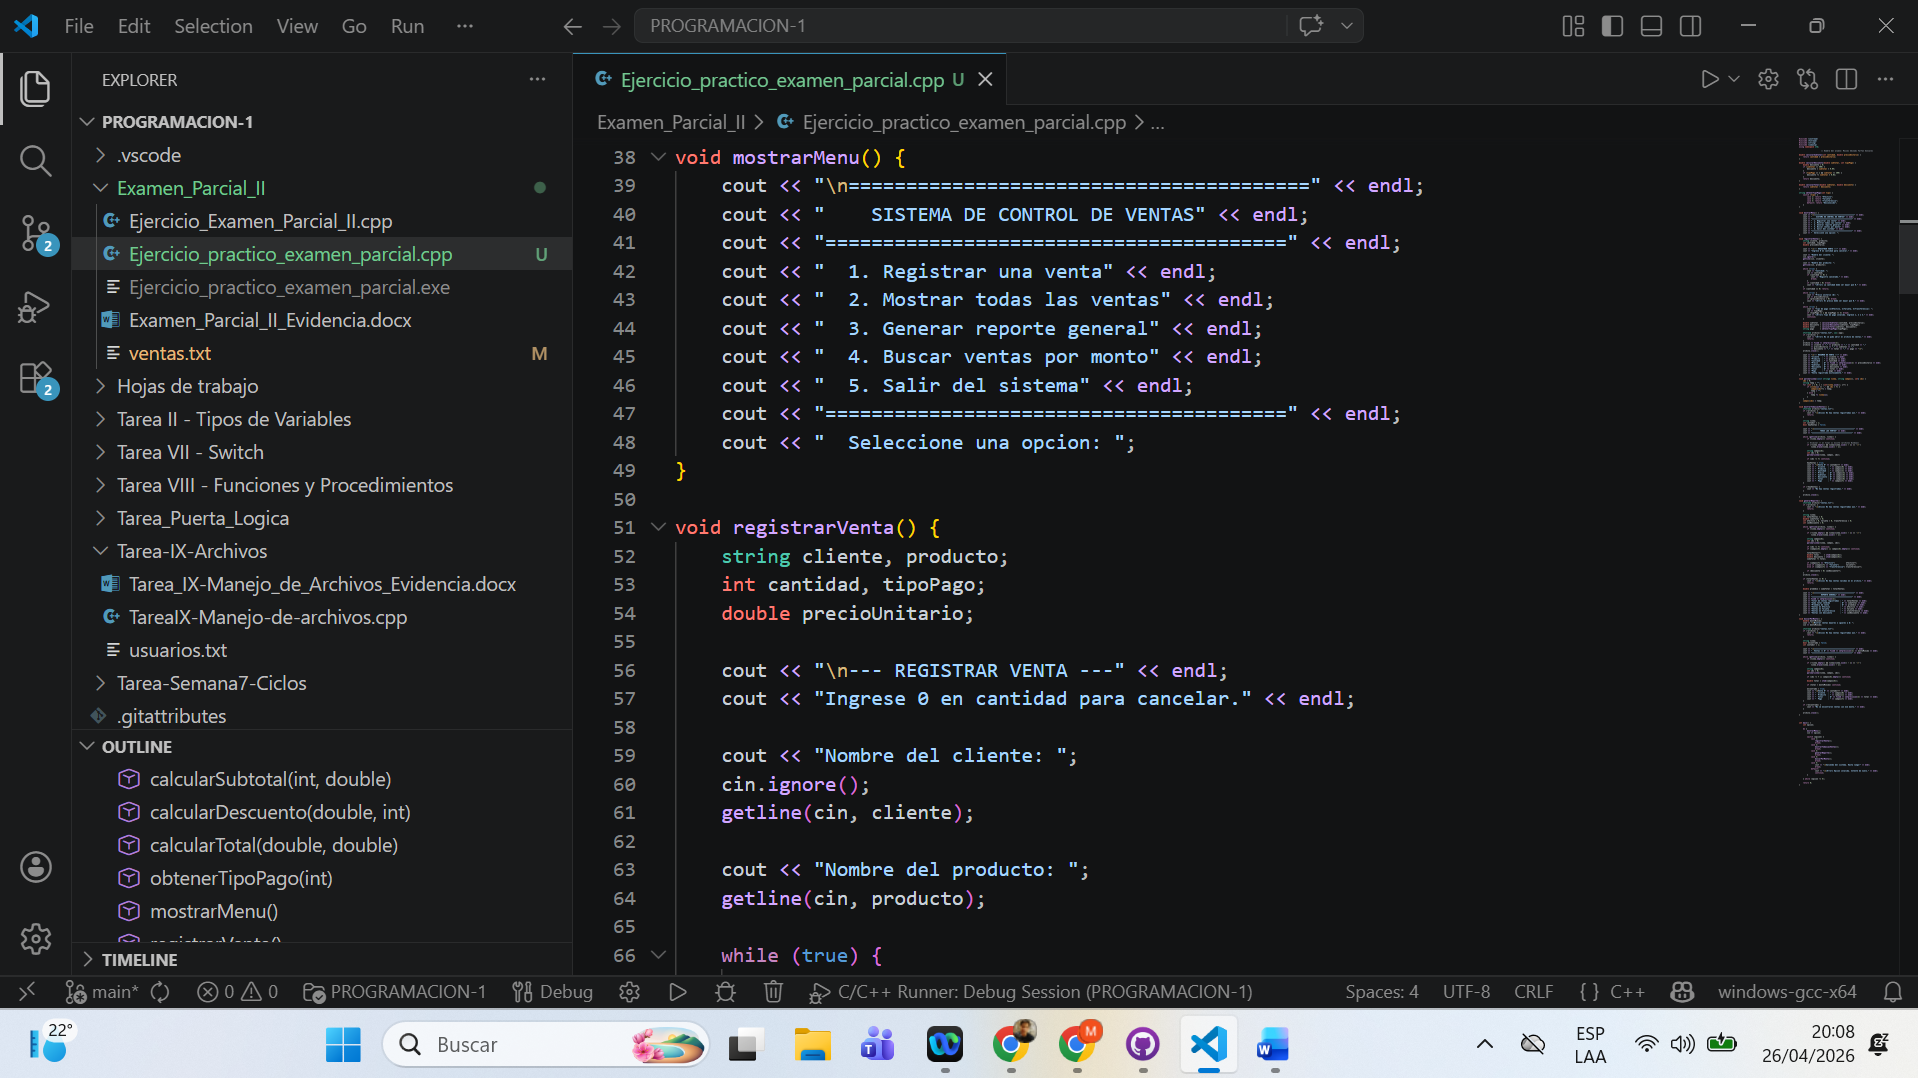 File Edit Selection View Go Run ···
PROGRAMACION-1
EXPLORER
PROGRAMACION-1
.vscode
Examen_Parcial_II
Ejercicio_Examen_Parcial_II.cpp
Ejercicio_practico_examen_parcial.cpp U
Ejercicio_practico_examen_parcial.exe
Examen_Parcial_II_Evidencia.docx
ventas.txt M
Hojas de trabajo
Tarea II - Tipos de Variables
Tarea VII - Switch
Tarea VIII - Funciones y Procedimientos
Tarea_Puerta_Logica
Tarea-IX-Archivos
Tarea_IX-Manejo_de_Archivos_Evidencia.docx
TareaIX-Manejo-de-archivos.cpp
usuarios.txt
Tarea-Semana7-Ciclos
.gitattributes
OUTLINE
calcularSubtotal(int, double)
calcularDescuento(double, int)
calcularTotal(double, double)
obtenerTipoPago(int)
mostrarMenu()
registrarVenta()
TIMELINE
2
2
Ejercicio_practico_examen_parcial.cpp U
Examen_Parcial_II > Ejercicio_practico_examen_parcial.cpp > ...
38 void mostrarMenu() {
39 cout << "\n========================================" << endl;
40 cout << "    SISTEMA DE CONTROL DE VENTAS" << endl;
41 cout << "========================================" << endl;
42 cout << "  1. Registrar una venta" << endl;
43 cout << "  2. Mostrar todas las ventas" << endl;
44 cout << "  3. Generar reporte general" << endl;
45 cout << "  4. Buscar ventas por monto" << endl;
46 cout << "  5. Salir del sistema" << endl;
47 cout << "========================================" << endl;
48 cout << "  Seleccione una opcion: ";
49 }
50
51 void registrarVenta() {
52 string cliente, producto;
53 int cantidad, tipoPago;
54 double precioUnitario;
55
56 cout << "\n--- REGISTRAR VENTA ---" << endl;
57 cout << "Ingrese 0 en cantidad para cancelar." << endl;
58
59 cout << "Nombre del cliente: ";
60 cin.ignore();
61 getline(cin, cliente);
62
63 cout << "Nombre del producto: ";
64 getline(cin, producto);
65
66 while (true) {
main* 0 0 PROGRAMACION-1 Debug C/C++ Runner: Debug Session (PROGRAMACION-1) Spaces: 4 UTF-8 CRLF { } C++ windows-gcc-x64
22°
Buscar
M
ESP
LAA
20:08
26/04/2026